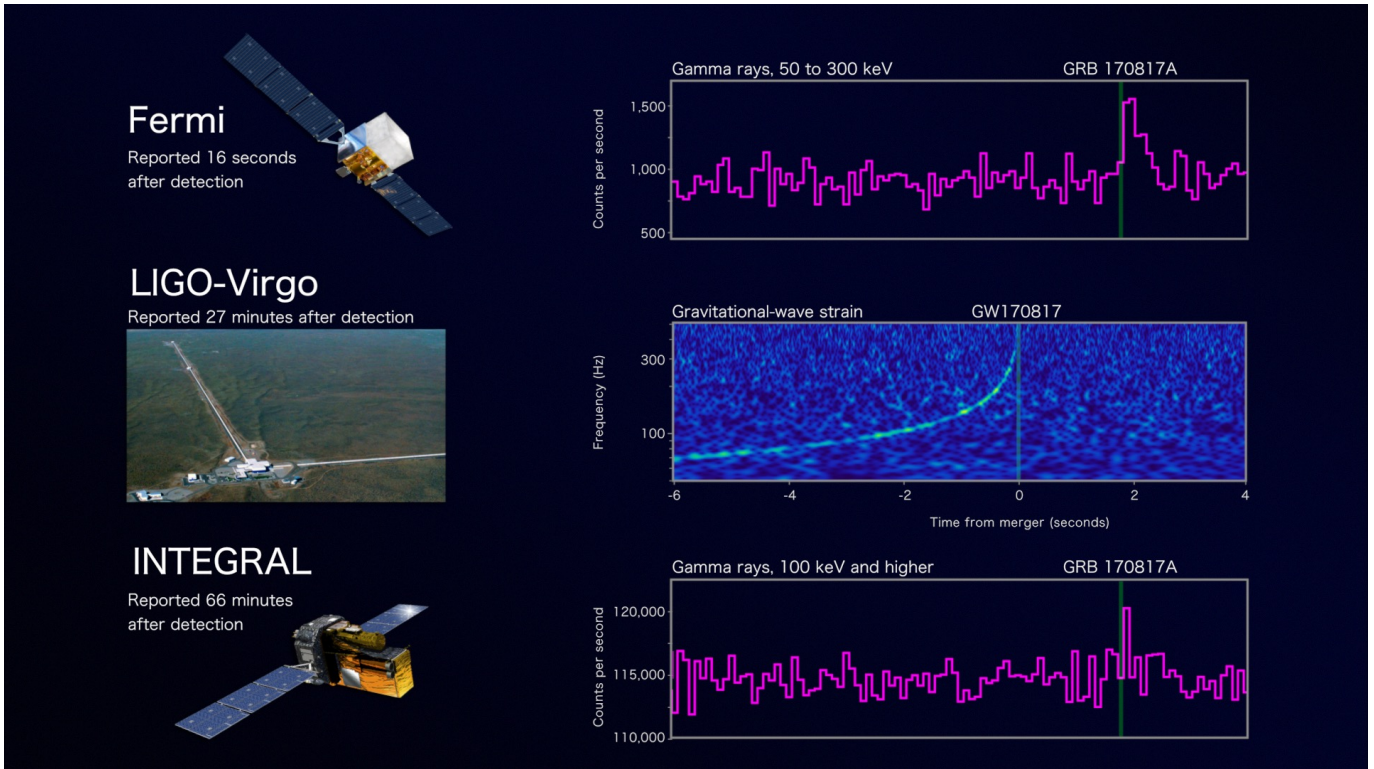 Fermi
Reported 16 seconds
after detection
Gamma rays, 50 to 300 keV
GRB 170817A
Counts per second
1,500
1,000
500
LIGO-Virgo
Reported 27 minutes after detection
Gravitational-wave strain
GW170817
Frequency (Hz)
300
100
-6
-4
-2
0
2
4
Time from merger (seconds)
INTEGRAL
Reported 66 minutes
after detection
Gamma rays, 100 keV and higher
GRB 170817A
Counts per second
120,000
115,000
110,000